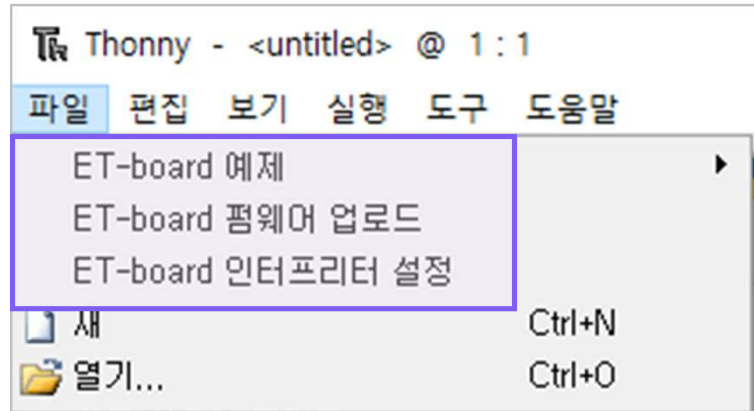 Thonny - <untitled> @ 1 : 1
파일 편집 보기 실행 도구 도움말
ET-board 예제
ET-board 펌웨어 업로드
ET-board 인터프리터 설정
새 Ctrl+N
열기... Ctrl+O